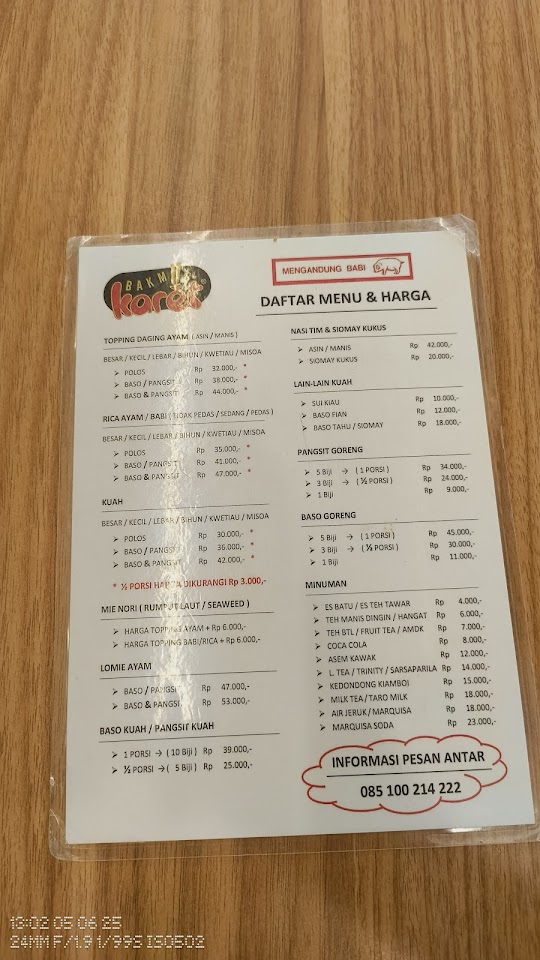 BAKMI
karét
®
MENGANDUNG BABI
DAFTAR MENU & HARGA
TOPPING DAGING AYAM ( ASIN / MANIS )
BESAR / KECIL / LEBAR / BIHUN / KWETIAU / MISOA
➢ POLOS Rp 32.000,- *
➢ BASO / PANGSIT Rp 38.000,- *
➢ BASO & PANGSIT Rp 44.000,- *
RICA AYAM / BABI ( TIDAK PEDAS / SEDANG / PEDAS )
BESAR / KECIL / LEBAR / BIHUN / KWETIAU / MISOA
➢ POLOS Rp 35.000,- *
➢ BASO / PANGSIT Rp 41.000,- *
➢ BASO & PANGSIT Rp 47.000,- *
KUAH
BESAR / KECIL / LEBAR / BIHUN / KWETIAU / MISOA
➢ POLOS Rp 30.000,- *
➢ BASO / PANGSIT Rp 36.000,- *
➢ BASO & PANGSIT Rp 42.000,- *
* ½ PORSI HARGA DIKURANGI Rp 3.000,-
MIE NORI ( RUMPUT LAUT / SEAWEED )
➢ HARGA TOPPING AYAM + Rp 6.000,-
➢ HARGA TOPPING BABI/RICA + Rp 6.000,-
LOMIE AYAM
➢ BASO / PANGSIT Rp 47.000,-
➢ BASO & PANGSIT Rp 53.000,-
BASO KUAH / PANGSIT KUAH
➢ 1 PORSI → ( 10 Biji ) Rp 39.000,-
➢ ½ PORSI → ( 5 Biji ) Rp 25.000,-
NASI TIM & SIOMAY KUKUS
➢ ASIN / MANIS Rp 42.000,-
➢ SIOMAY KUKUS Rp 20.000,-
LAIN-LAIN KUAH
➢ SUI KIAU Rp 10.000,-
➢ BASO FIAN Rp 12.000,-
➢ BASO TAHU / SIOMAY Rp 18.000,-
PANGSIT GORENG
➢ 5 Biji → ( 1 PORSI ) Rp 34.000,-
➢ 3 Biji → ( ½ PORSI ) Rp 24.000,-
➢ 1 Biji Rp 9.000,-
BASO GORENG
➢ 5 Biji → ( 1 PORSI ) Rp 45.000,-
➢ 3 Biji → ( ½ PORSI ) Rp 30.000,-
➢ 1 Biji Rp 11.000,-
MINUMAN
➢ ES BATU / ES TEH TAWAR Rp 4.000,-
➢ TEH MANIS DINGIN / HANGAT Rp 6.000,-
➢ TEH BTL / FRUIT TEA / AMDK Rp 7.000,-
➢ COCA COLA Rp 8.000,-
➢ ASEM KAWAK Rp 12.000,-
➢ L. TEA / TRINITY / SARSAPARILA Rp 14.000,-
➢ KEDONDONG KIAMBOI Rp 15.000,-
➢ MILK TEA / TARO MILK Rp 18.000,-
➢ AIR JERUK / MARQUISA Rp 18.000,-
➢ MARQUISA SODA Rp 23.000,-
INFORMASI PESAN ANTAR
085 100 214 222
13:02 05 06 25
24MM F/1.9 1/99S ISO502